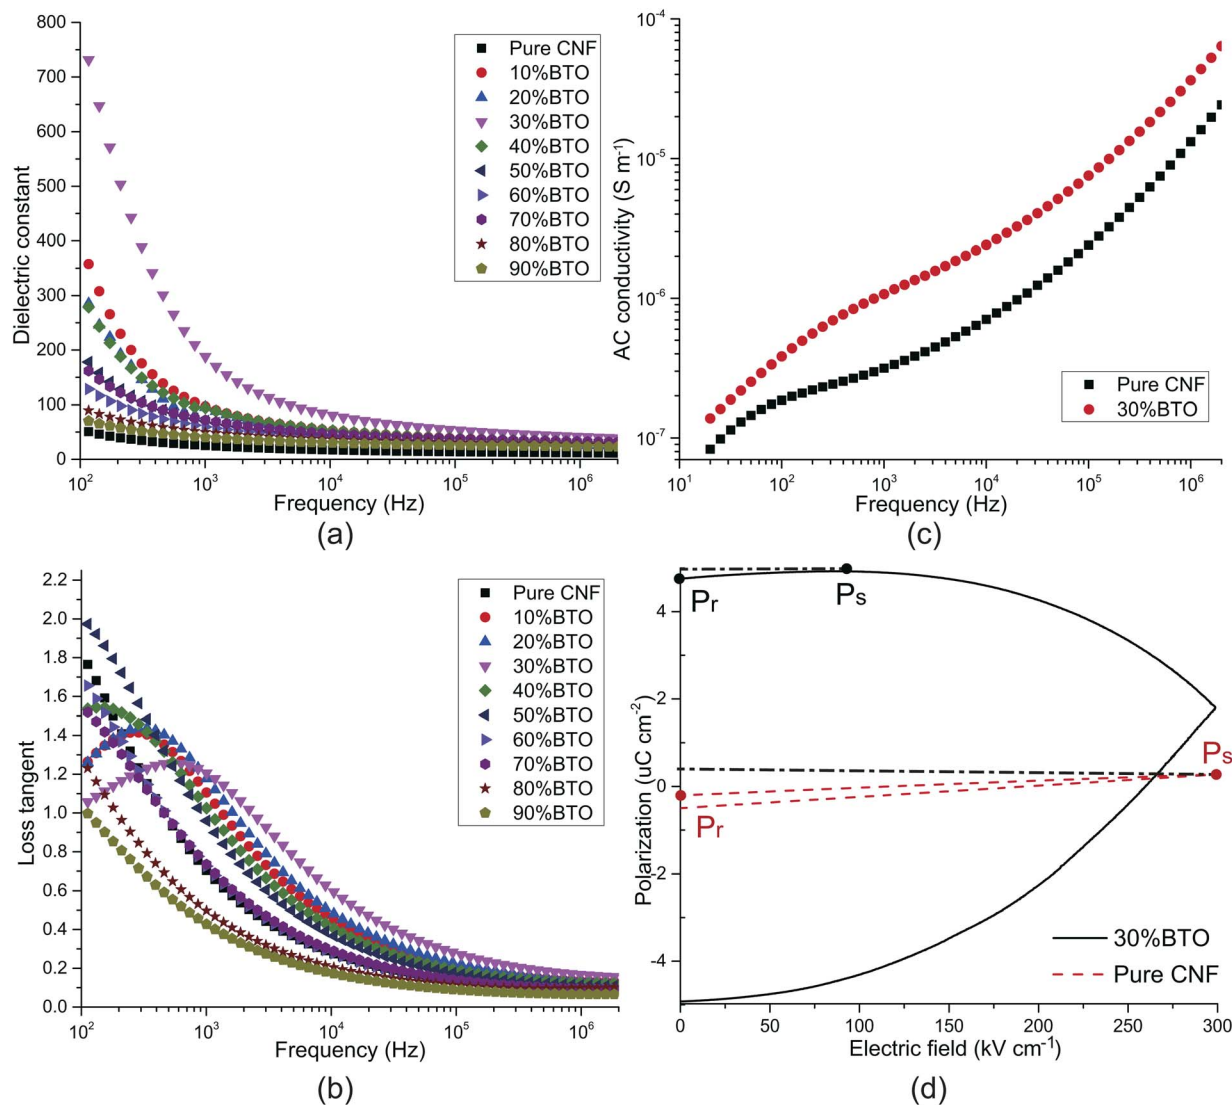 800
700
600
500
400
300
200
100
0
Dielectric constant
10² 10³ 10⁴ 10⁵ 10⁶
Frequency (Hz)
Pure CNF
10%BTO
20%BTO
30%BTO
40%BTO
50%BTO
60%BTO
70%BTO
80%BTO
90%BTO
(a)
10⁻⁴
10⁻⁵
10⁻⁶
10⁻⁷
AC conductivity (S m⁻¹)
10¹ 10² 10³ 10⁴ 10⁵ 10⁶
Frequency (Hz)
Pure CNF
30%BTO
(c)
2.2
2.0
1.8
1.6
1.4
1.2
1.0
0.8
0.6
0.4
0.2
0.0
Loss tangent
10² 10³ 10⁴ 10⁵ 10⁶
Frequency (Hz)
Pure CNF
10%BTO
20%BTO
30%BTO
40%BTO
50%BTO
60%BTO
70%BTO
80%BTO
90%BTO
(b)
4
2
0
-2
-4
Polarization (uC cm⁻²)
Pr
Ps
Ps
Pr
30%BTO
Pure CNF
0 50 100 150 200 250 300
Electric field (kV cm⁻¹)
(d)